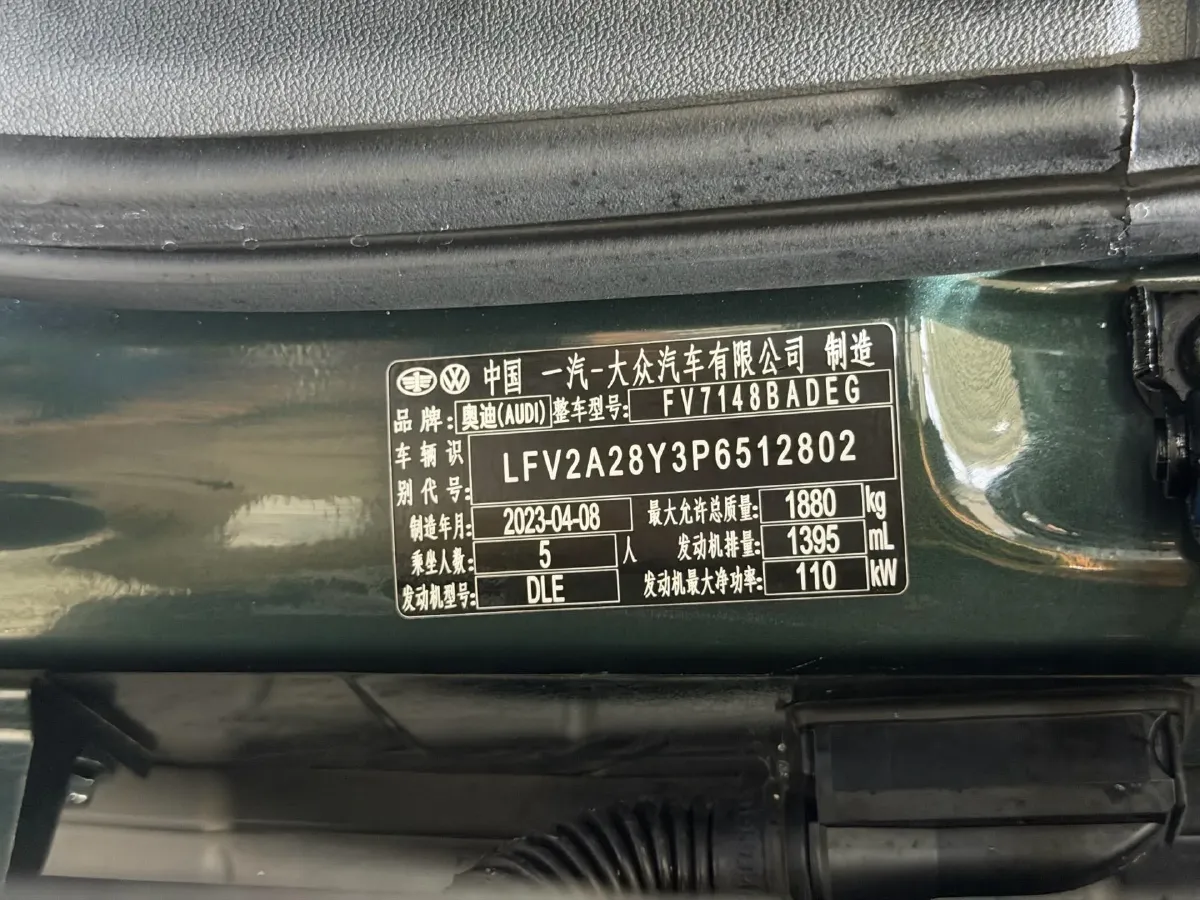 中国 一汽-大众汽车有限公司 制造
品牌: 奥迪(AUDI) 整车型号: FV7148BADEG
车辆识别代号: LFV2A28Y3P6512802
制造年月: 2023-04-08 最大允许总质量: 1880 kg
乘坐人数: 5 人 发动机排量: 1395 mL
发动机型号: DLE 发动机最大净功率: 110 kW